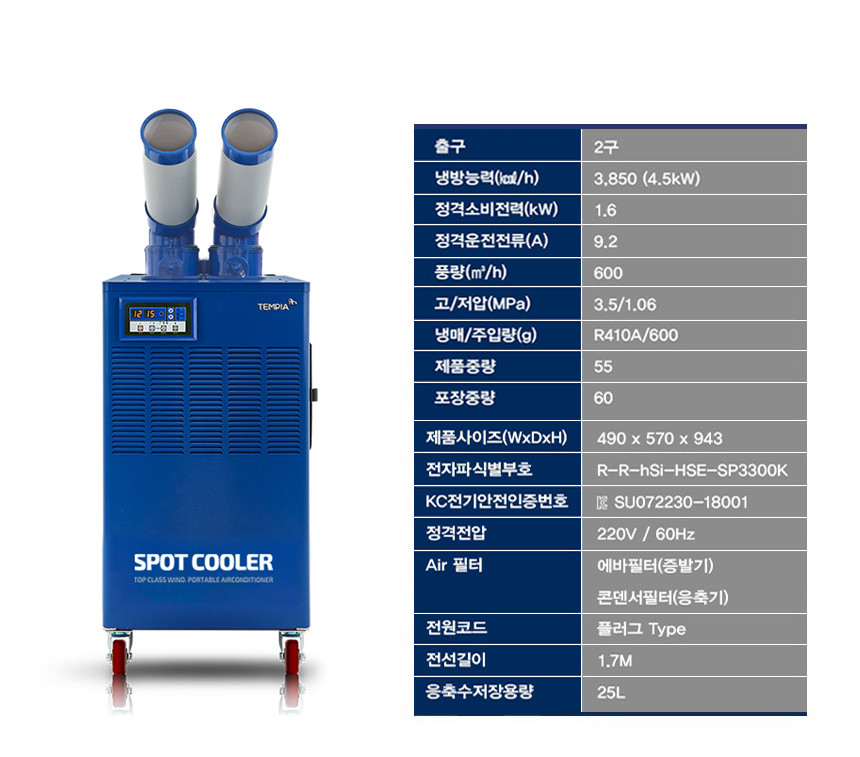 TEMPIA
12 15
SPOT COOLER
TOP CLASS WIND. PORTABLE AIRCONDITIONER
출구 2구
냉방능력(㎉/h) 3,850 (4.5kW)
정격소비전력(kW) 1.6
정격운전전류(A) 9.2
풍량(㎥/h) 600
고/저압(MPa) 3.5/1.06
냉매/주입량(g) R410A/600
제품중량 55
포장중량 60
제품사이즈(WxDxH) 490 x 570 x 943
전자파식별부호 R-R-hSi-HSE-SP3300K
KC전기안전인증번호 SU072230-18001
정격전압 220V / 60Hz
Air 필터 에바필터(증발기)
콘덴서필터(응축기)
전원코드 플러그 Type
전선길이 1.7M
응축수저장용량 25L